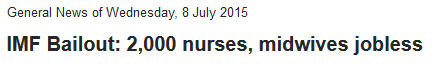 General News of Wednesday, 8 July 2015
IMF Bailout: 2,000 nurses, midwives jobless